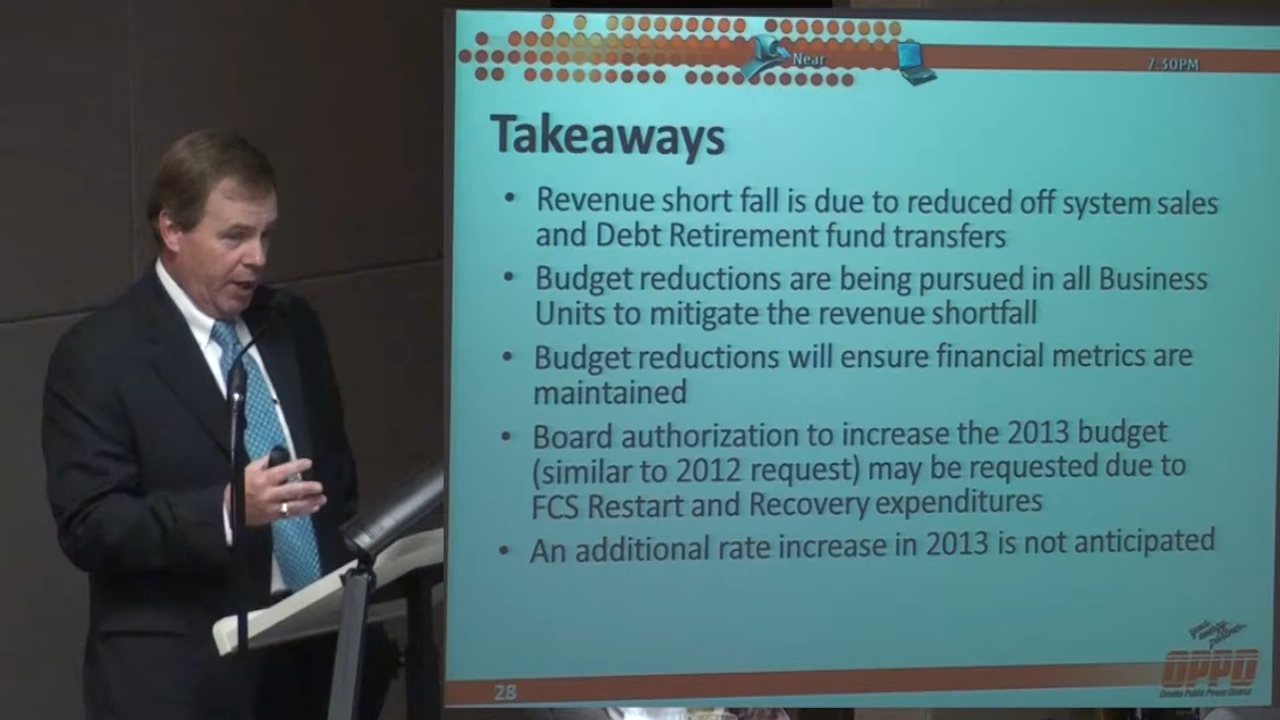 Near
7:30PM
Takeaways
• Revenue short fall is due to reduced off system sales
and Debt Retirement fund transfers
• Budget reductions are being pursued in all Business
Units to mitigate the revenue shortfall
• Budget reductions will ensure financial metrics are
maintained
• Board authorization to increase the 2013 budget
(similar to 2012 request) may be requested due to
FCS Restart and Recovery expenditures
• An additional rate increase in 2013 is not anticipated
OPPD
Omaha Public Power District
28